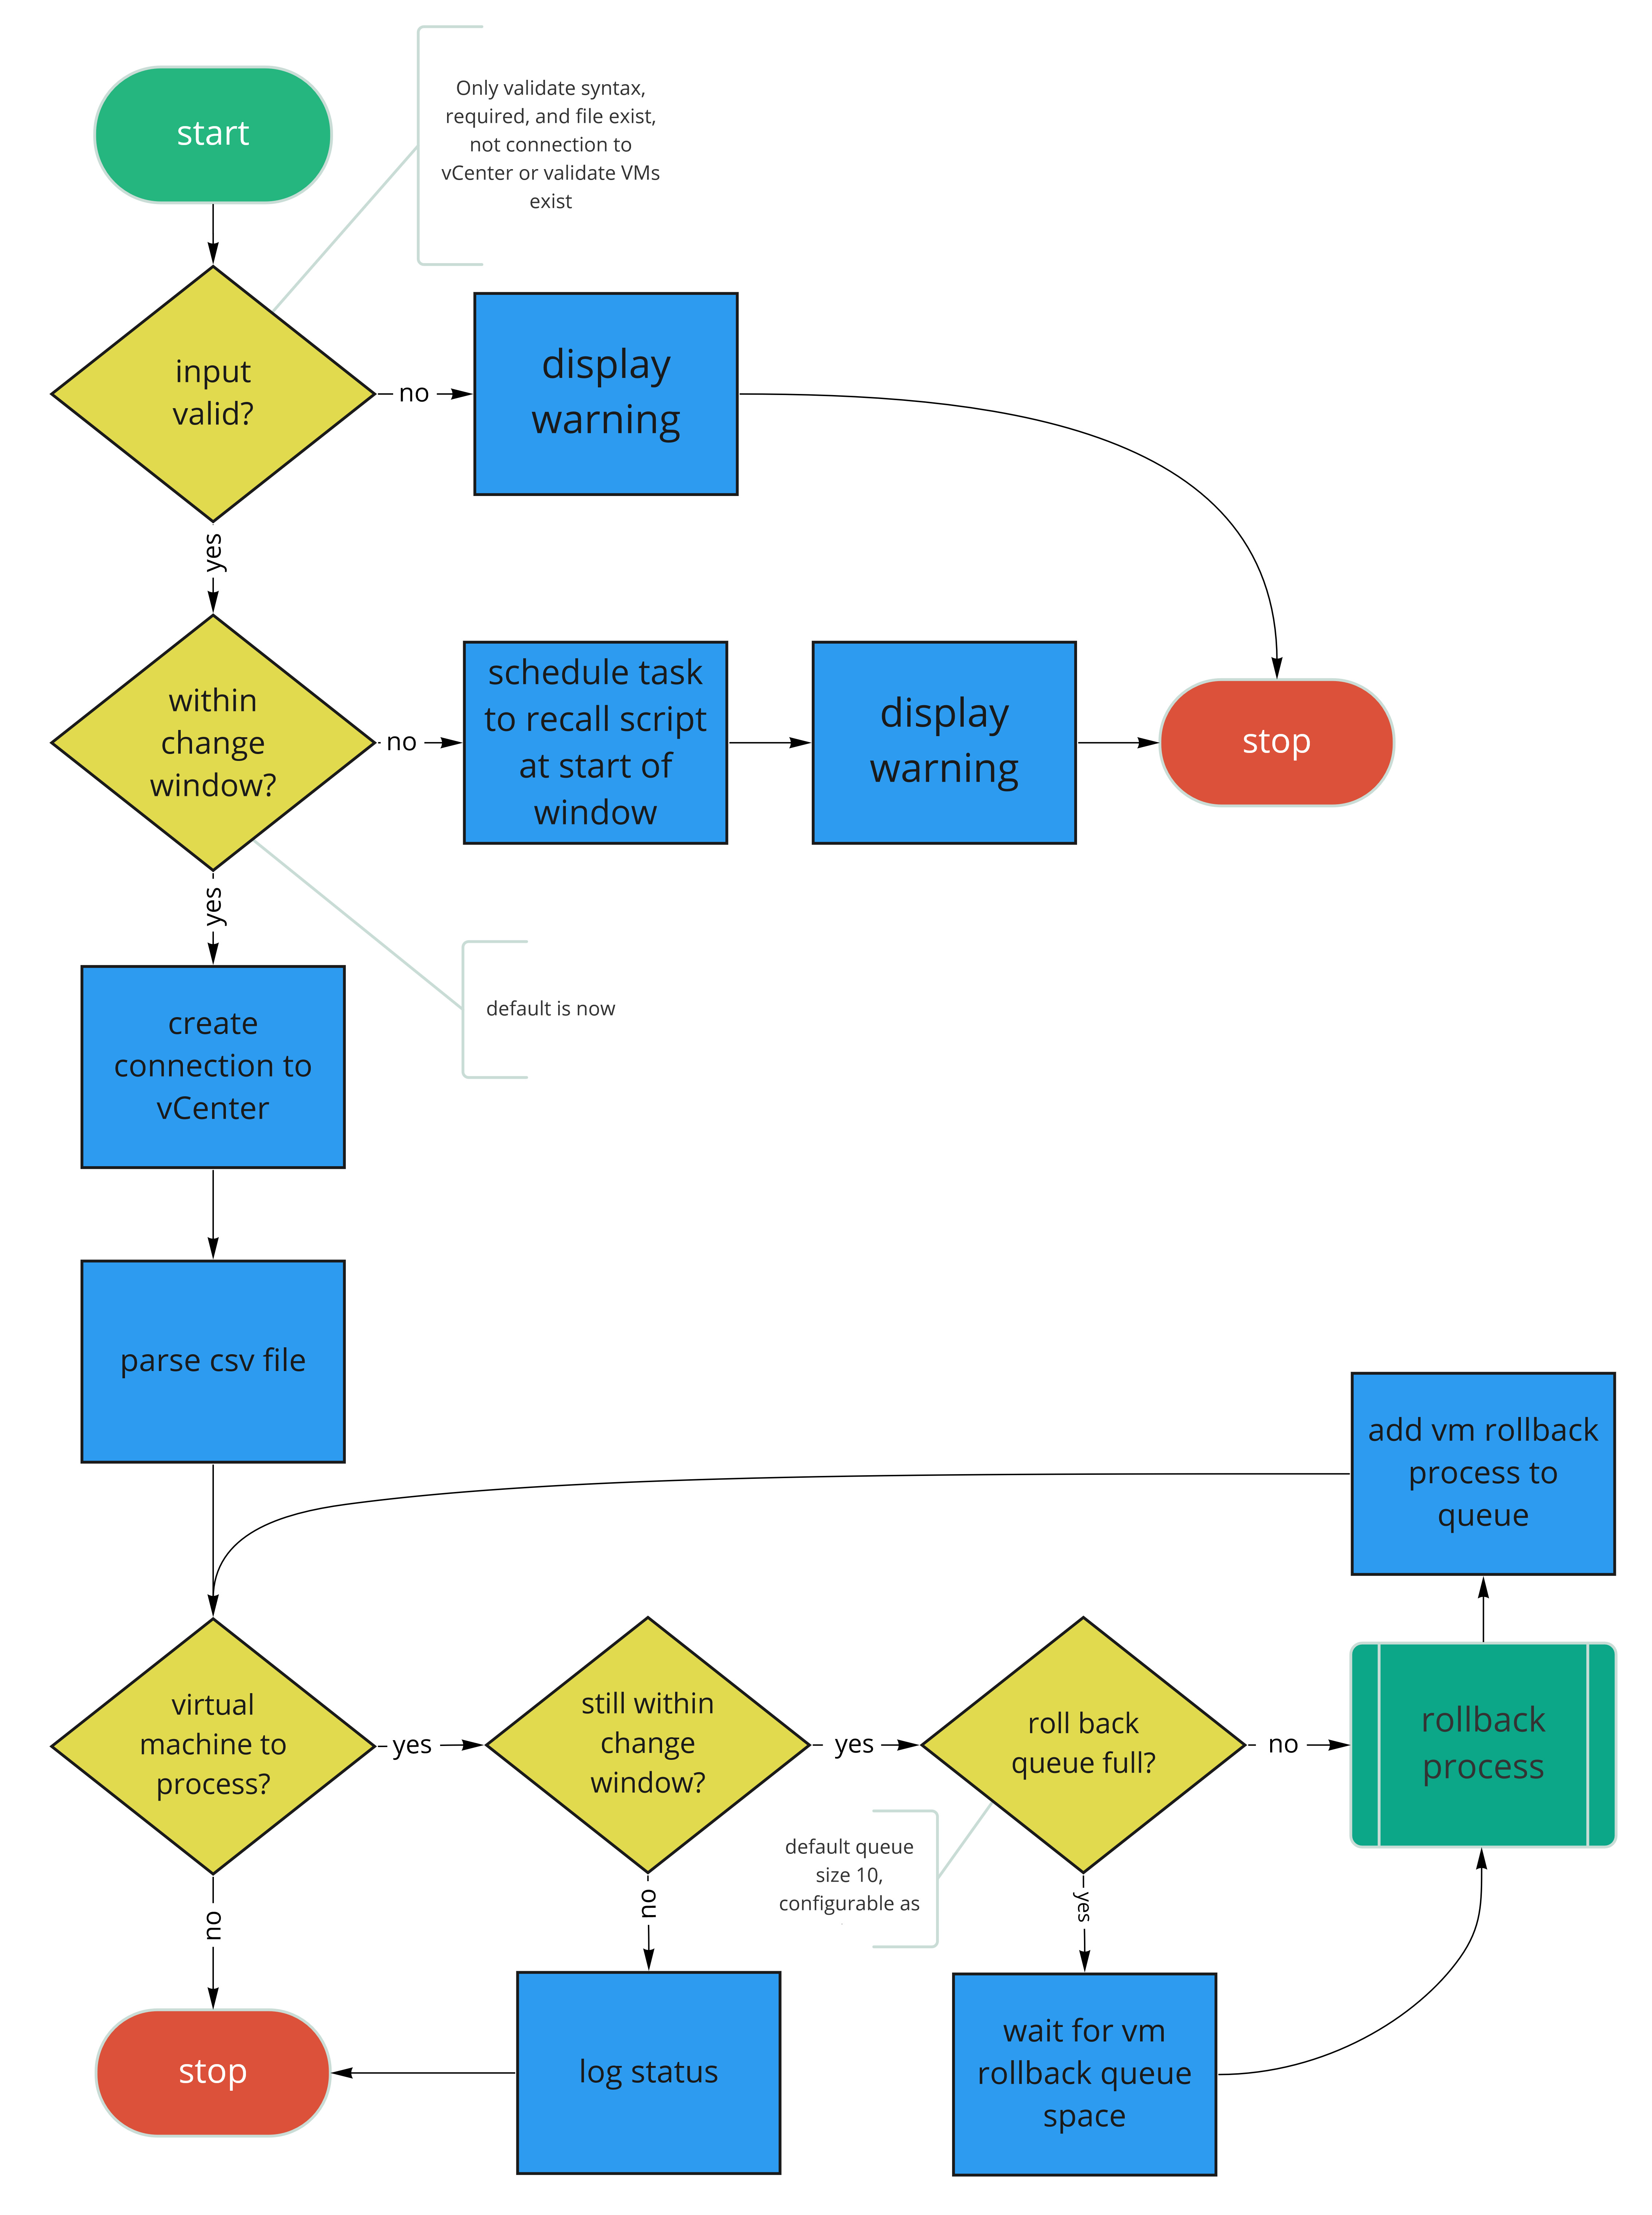 start
Only validate syntax,
required, and file exist,
not connection to
vCenter or validate VMs
exist
input
valid?
no
display
warning
yes
within
change
window?
no
schedule task
to recall script
at start of
window
display
warning
stop
yes
default is now
create
connection to
vCenter
parse csv file
add vm rollback
process to
queue
virtual
machine to
process?
yes
still within
change
window?
yes
roll back
queue full?
no
rollback
process
default queue
size 10,
configurable as
no
no
yes
stop
log status
wait for vm
rollback queue
space